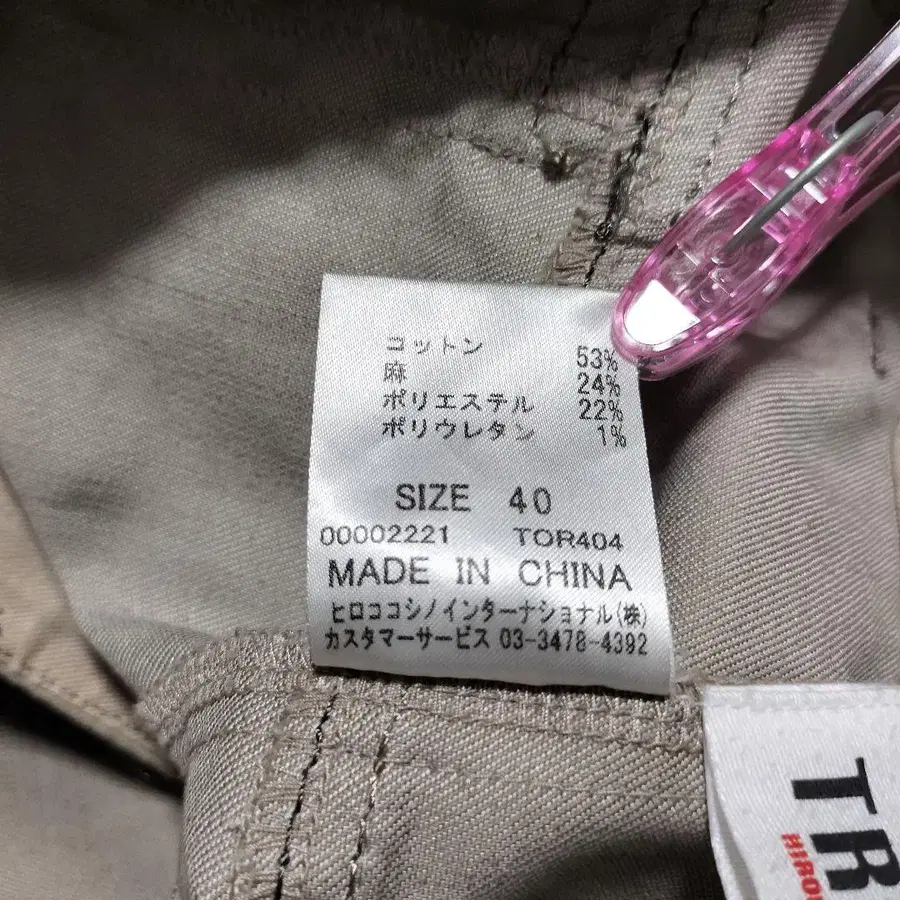 コットン 53%
麻 24%
ポリエステル 22%
ポリウレタン 1%
SIZE 40
00002221 TOR404
MADE IN CHINA
ヒロココシノインターナショナル(株)
カスタマーサービス 03-3478-4392
TR